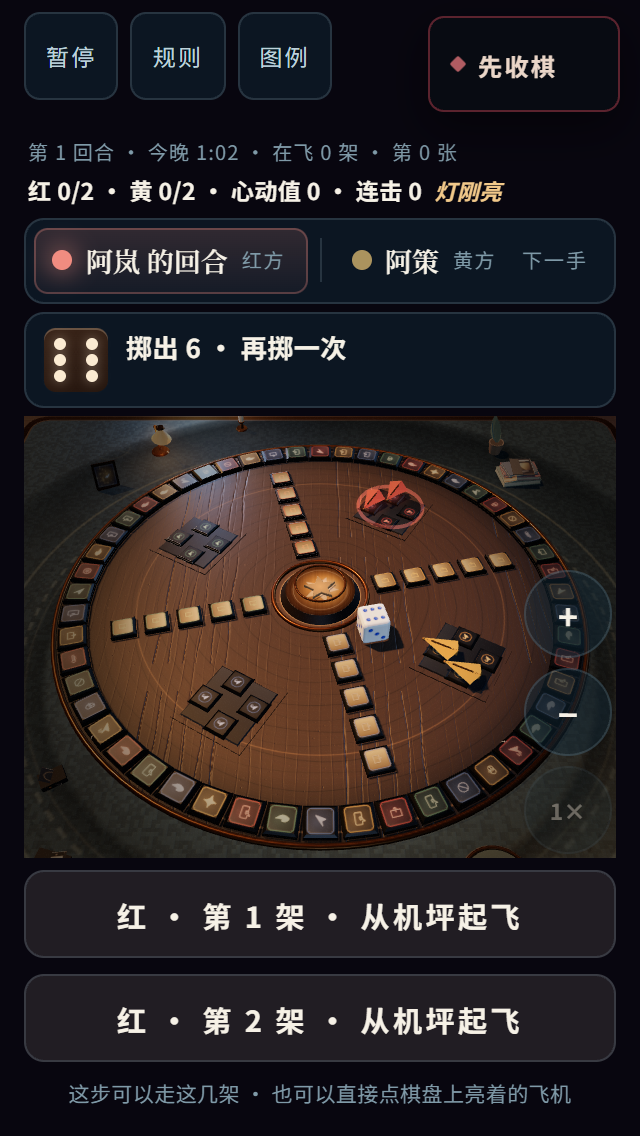 暂停 规则 图例 先收棋
第 1 回合 · 今晚 1:02 · 在飞 0 架 · 第 0 张
红 0/2 · 黄 0/2 · 心动值 0 · 连击 0 灯刚亮
阿岚 的回合 红方 阿策 黄方 下一手
掷出 6 · 再掷一次
+
−
1×
红 · 第 1 架 · 从机坪起飞
红 · 第 2 架 · 从机坪起飞
这步可以走这几架 · 也可以直接点棋盘上亮着的飞机